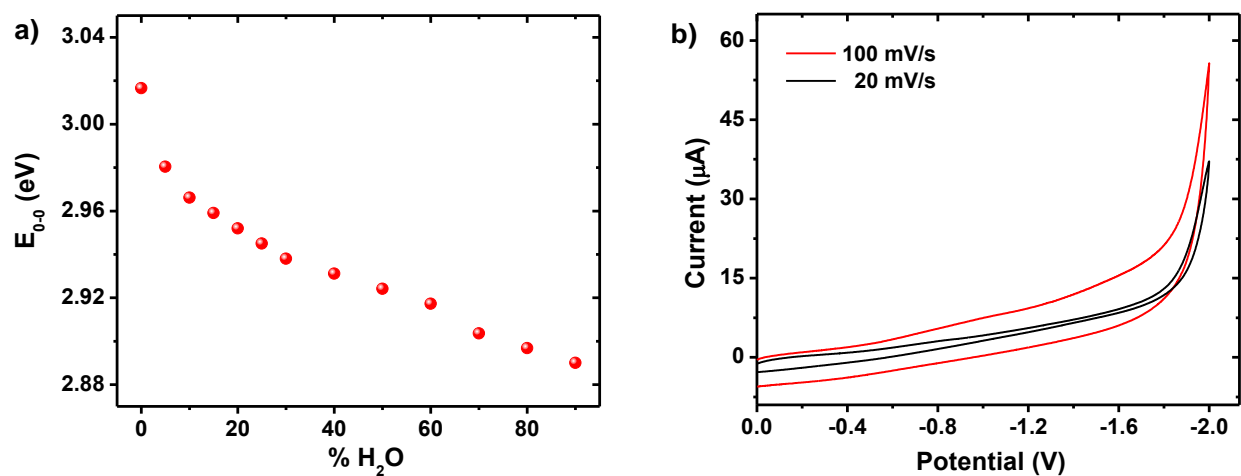 a)
3.04
3.00
2.96
2.92
2.88
E0-0 (eV)
0 20 40 60 80
% H2O
b)
100 mV/s
20 mV/s
60
45
30
15
0
Current (μA)
0.0 -0.4 -0.8 -1.2 -1.6 -2.0
Potential (V)